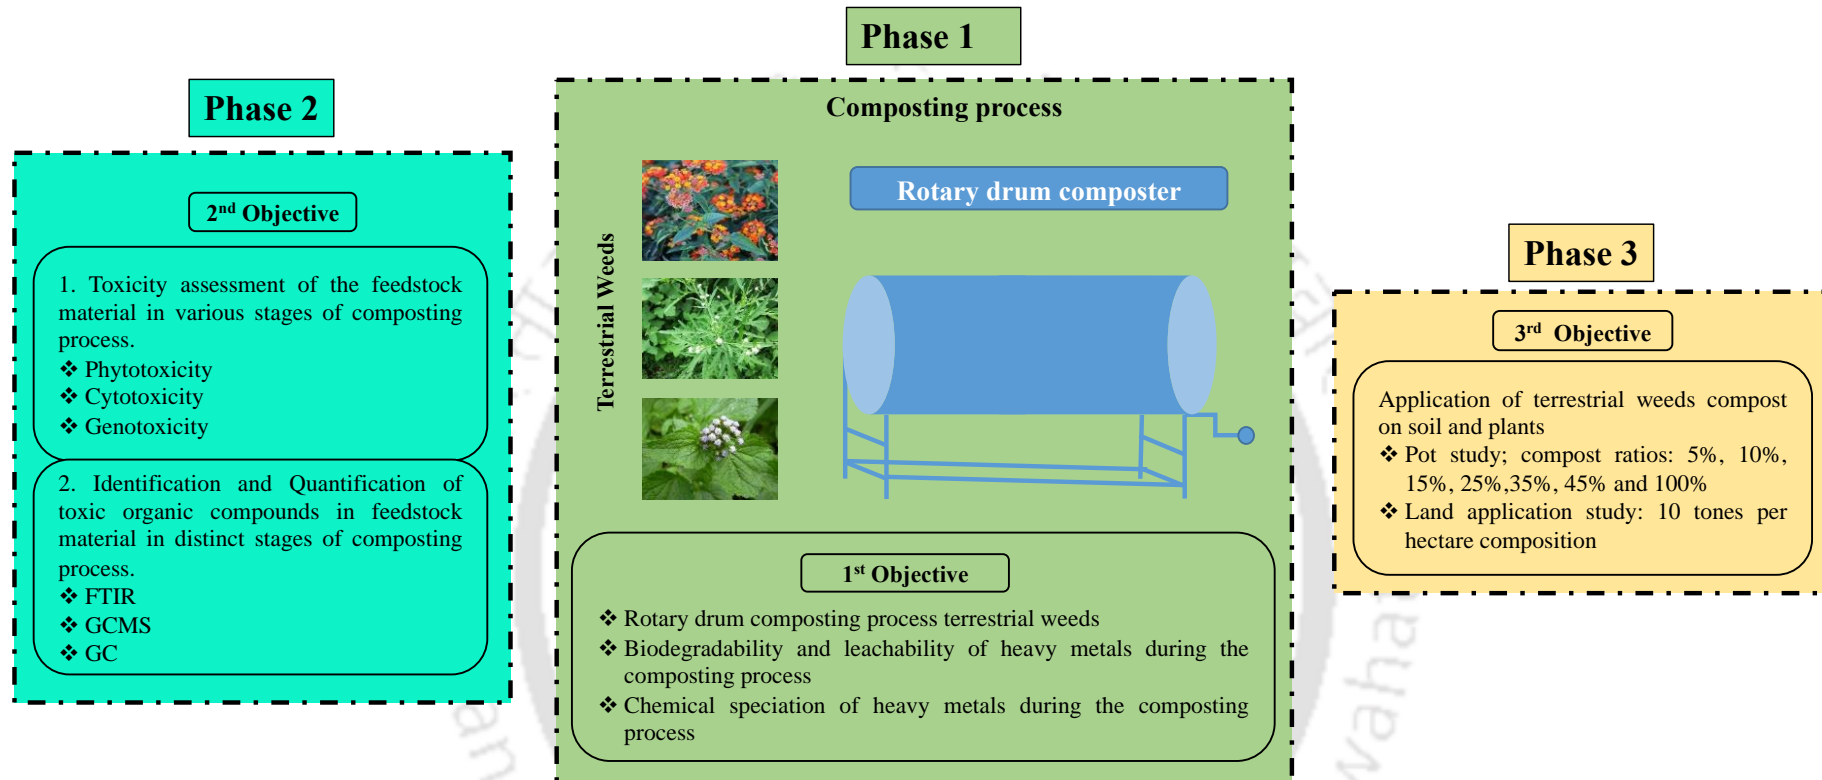 Phase 1
Composting process
Terrestrial Weeds
Rotary drum composter
1st Objective
❖ Rotary drum composting process terrestrial weeds
❖ Biodegradability and leachability of heavy metals during the
composting process
❖ Chemical speciation of heavy metals during the composting
process
Phase 2
2nd Objective
1. Toxicity assessment of the feedstock
material in various stages of composting
process.
❖ Phytotoxicity
❖ Cytotoxicity
❖ Genotoxicity
2. Identification and Quantification of
toxic organic compounds in feedstock
material in distinct stages of composting
process.
❖ FTIR
❖ GCMS
❖ GC
Phase 3
3rd Objective
Application of terrestrial weeds compost
on soil and plants
❖ Pot study; compost ratios: 5%, 10%,
15%, 25%,35%, 45% and 100%
❖ Land application study: 10 tones per
hectare composition